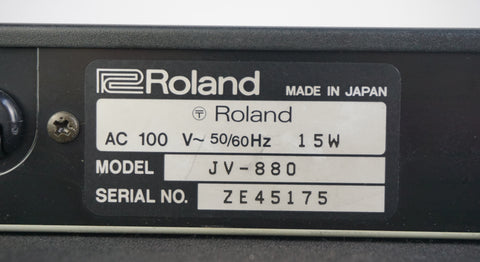 Roland MADE IN JAPAN
〶 Roland
AC 100 V~ 50/60Hz 15W
MODEL JV-880
SERIAL NO. ZE45175